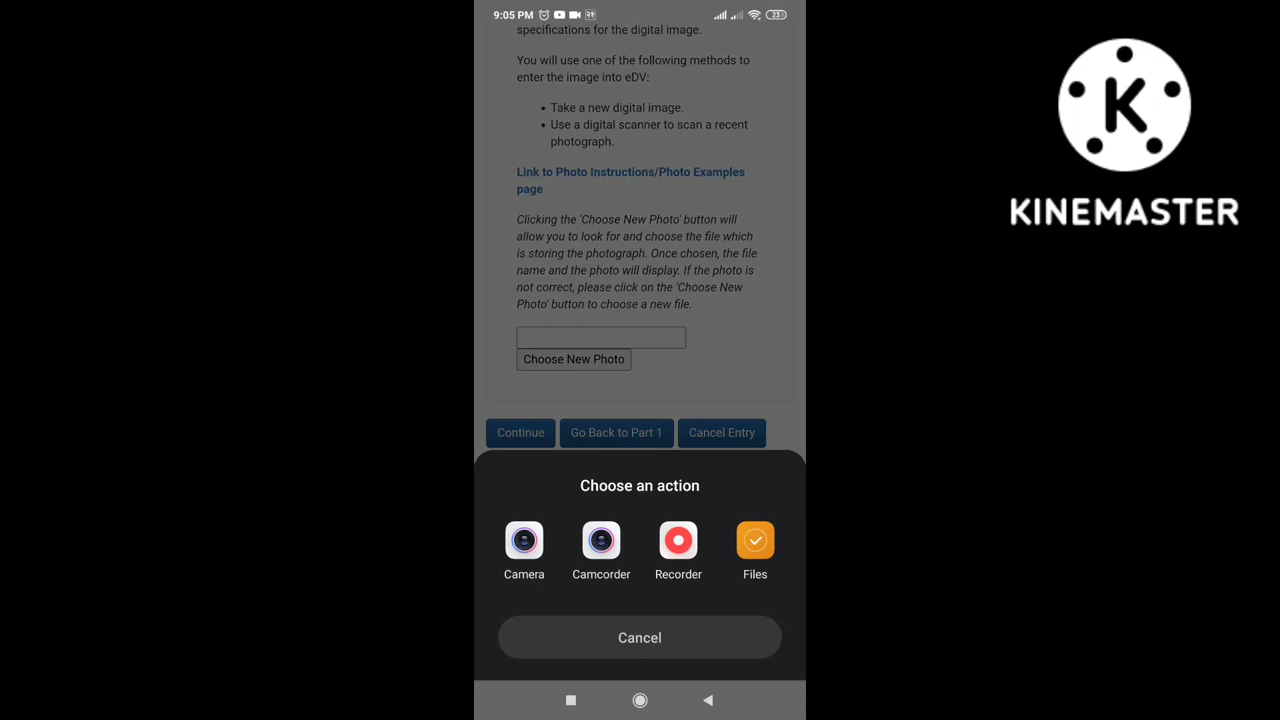 9:05 PM २१ 23
specifications for the digital image.
You will use one of the following methods to
enter the image into eDV:
• Take a new digital image.
• Use a digital scanner to scan a recent
photograph.
Link to Photo Instructions/Photo Examples
page
Clicking the 'Choose New Photo' button will
allow you to look for and choose the file which
is storing the photograph. Once chosen, the file
name and the photo will display. If the photo is
not correct, please click on the 'Choose New
Photo' button to choose a new file.
Choose New Photo
Continue Go Back to Part 1 Cancel Entry
Choose an action
Camera Camcorder Recorder Files
Cancel
K
KINEMASTER